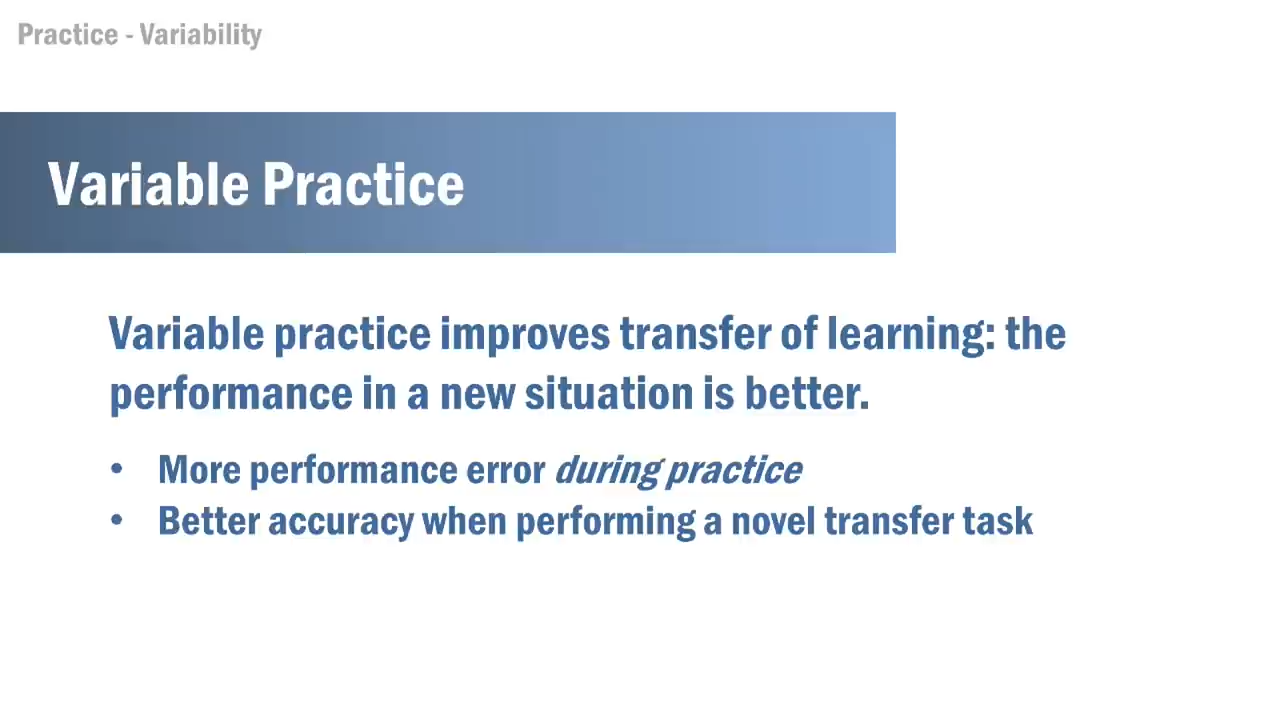 Practice - Variability
Variable Practice
Variable practice improves transfer of learning: the
performance in a new situation is better.
• More performance error during practice
• Better accuracy when performing a novel transfer task